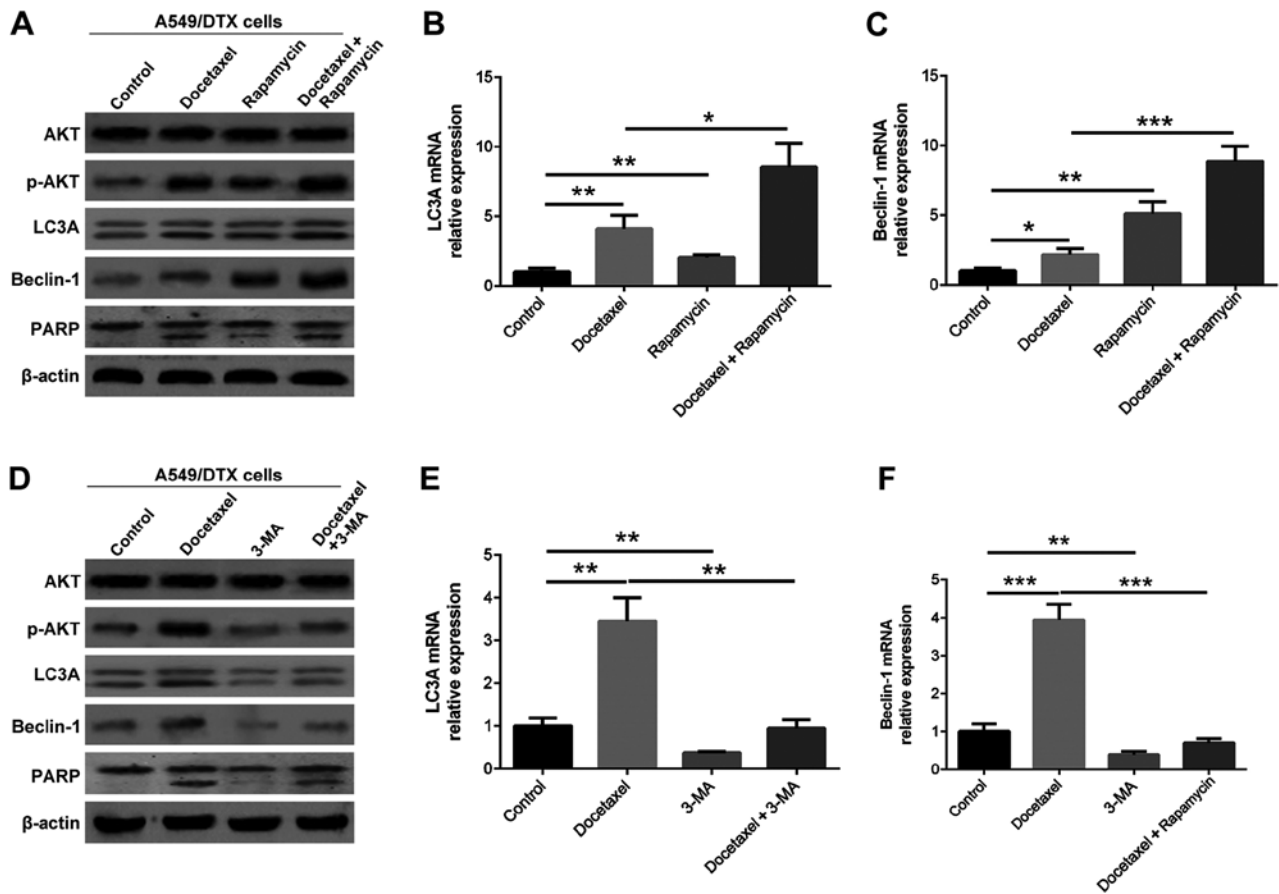 A
A549/DTX cells
Control
Docetaxel
Rapamycin
Docetaxel +
Rapamycin
AKT
p-AKT
LC3A
Beclin-1
PARP
β-actin
B
LC3A mRNA
relative expression
15
10
5
0
**
**
*
Control
Docetaxel
Rapamycin
Docetaxel + Rapamycin
C
Beclin-1 mRNA
relative expression
15
10
5
0
*
**
***
Control
Docetaxel
Rapamycin
Docetaxel + Rapamycin
D
A549/DTX cells
Control
Docetaxel
3-MA
Docetaxel
+3-MA
AKT
p-AKT
LC3A
Beclin-1
PARP
β-actin
E
LC3A mRNA
relative expression
5
4
3
2
1
0
**
**
**
Control
Docetaxel
3-MA
Docetaxel +3-MA
F
Beclin-1 mRNA
relative expression
5
4
3
2
1
0
**
***
***
Control
Docetaxel
3-MA
Docetaxel + Rapamycin